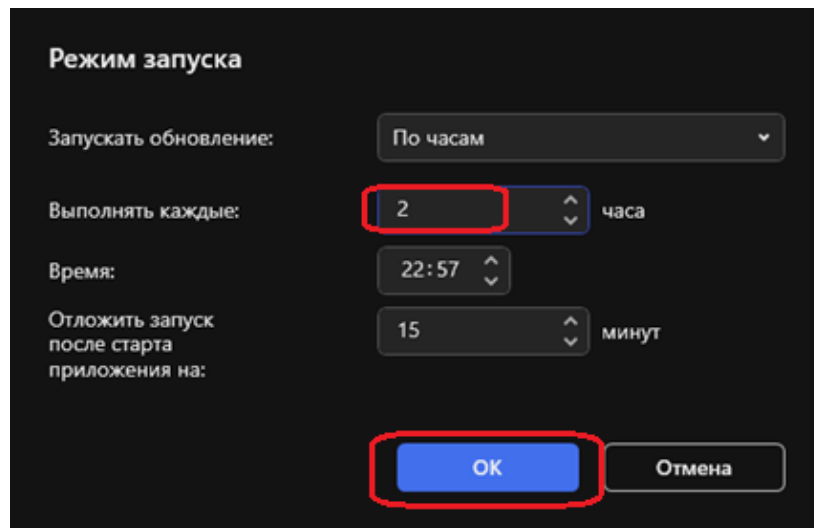 Режим запуска
Запускать обновление: По часам
Выполнять каждые: 2 часа
Время: 22:57
Отложить запуск
после старта
приложения на: 15 минут
ОК Отмена